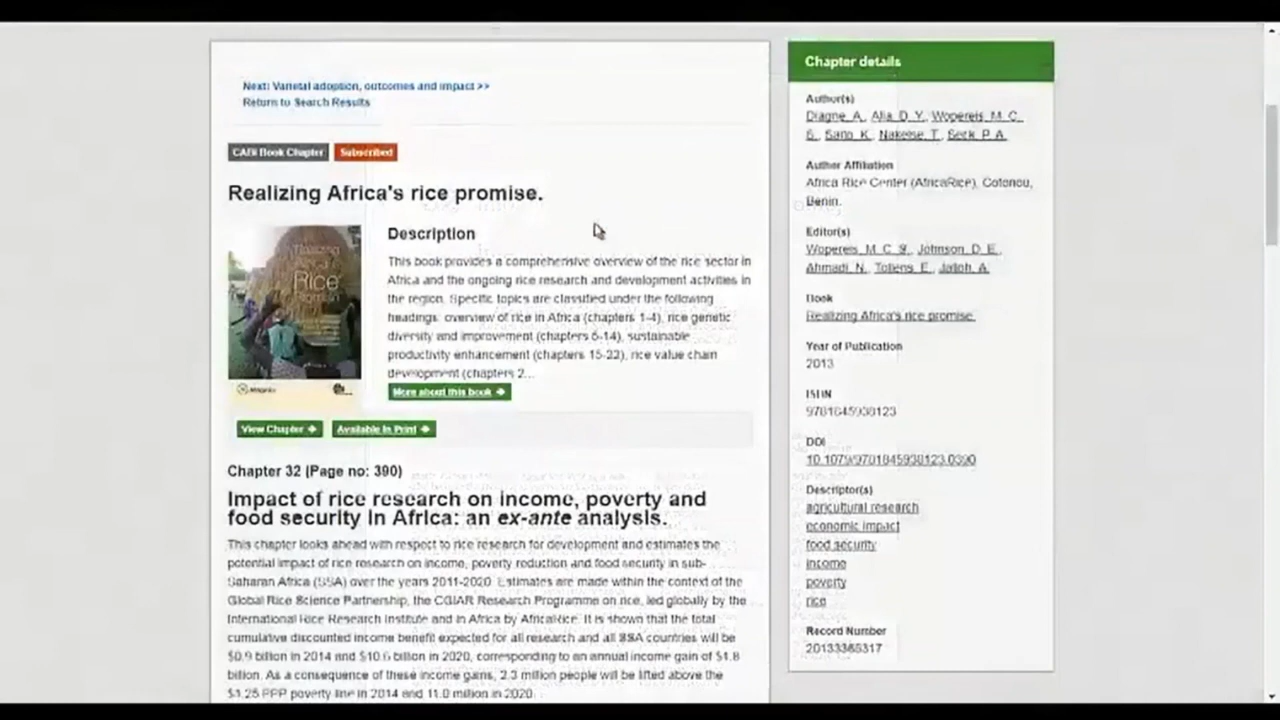 Next: Varietal adoption, outcomes and impact >>
Return to Search Results
CABI Book Chapter
Subscribed
Realizing Africa's rice promise.
Rice
Description
This book provides a comprehensive overview of the rice sector in
Africa and the ongoing rice research and development activities in
the region. Specific topics are classified under the following
headings: overview of rice in Africa (chapters 1-4), rice genetic
diversity and improvement (chapters 5-14), sustainable
productivity enhancement (chapters 15-22), rice value chain
development (chapters 2...
More about this book
View Chapter
Available in Print
Chapter 32 (Page no: 390)
Impact of rice research on income, poverty and
food security in Africa: an ex-ante analysis.
This chapter looks ahead with respect to rice research for development and estimates the
potential impact of rice research on income, poverty reduction and food security in sub-
Saharan Africa (SSA) over the years 2011-2020. Estimates are made within the context of the
Global Rice Science Partnership, the CGIAR Research Programme on rice, led globally by the
International Rice Research Institute and in Africa by AfricaRice. It is shown that the total
cumulative discounted income benefit expected for all research and all SSA countries will be
$0.9 billion in 2014 and $10.6 billion in 2020, corresponding to an annual income gain of $1.8
billion. As a consequence of these income gains, 2.3 million people will be lifted above the
$1.25 PPP poverty line in 2014 and 11.0 million in 2020.
Chapter details
Author(s)
Diagne, A., Alia, D. Y., Wopereis, M. C.
S., Saito, K., Nakelse, T., Seck, P. A.
Author Affiliation
Africa Rice Center (AfricaRice), Cotonou,
Benin.
Editor(s)
Wopereis, M. C. S., Johnson, D. E.,
Ahmadi, N., Tollens, E., Jalloh, A.
Book
Realizing Africa's rice promise.
Year of Publication
2013
ISBN
9781845938123
DOI
10.1079/9781845938123.0390
Descriptor(s)
agricultural research
economic impact
food security
income
poverty
rice
Record Number
20133365317